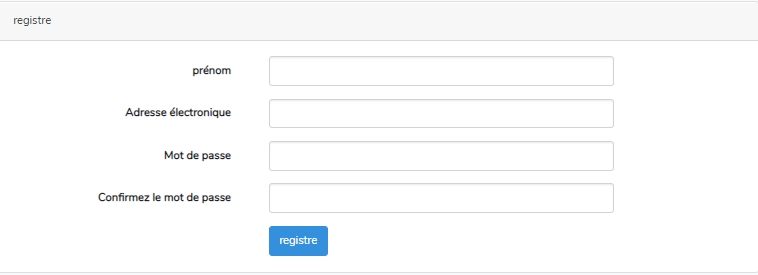 registre
prénom
Adresse électronique
Mot de passe
Confirmez le mot de passe
registre